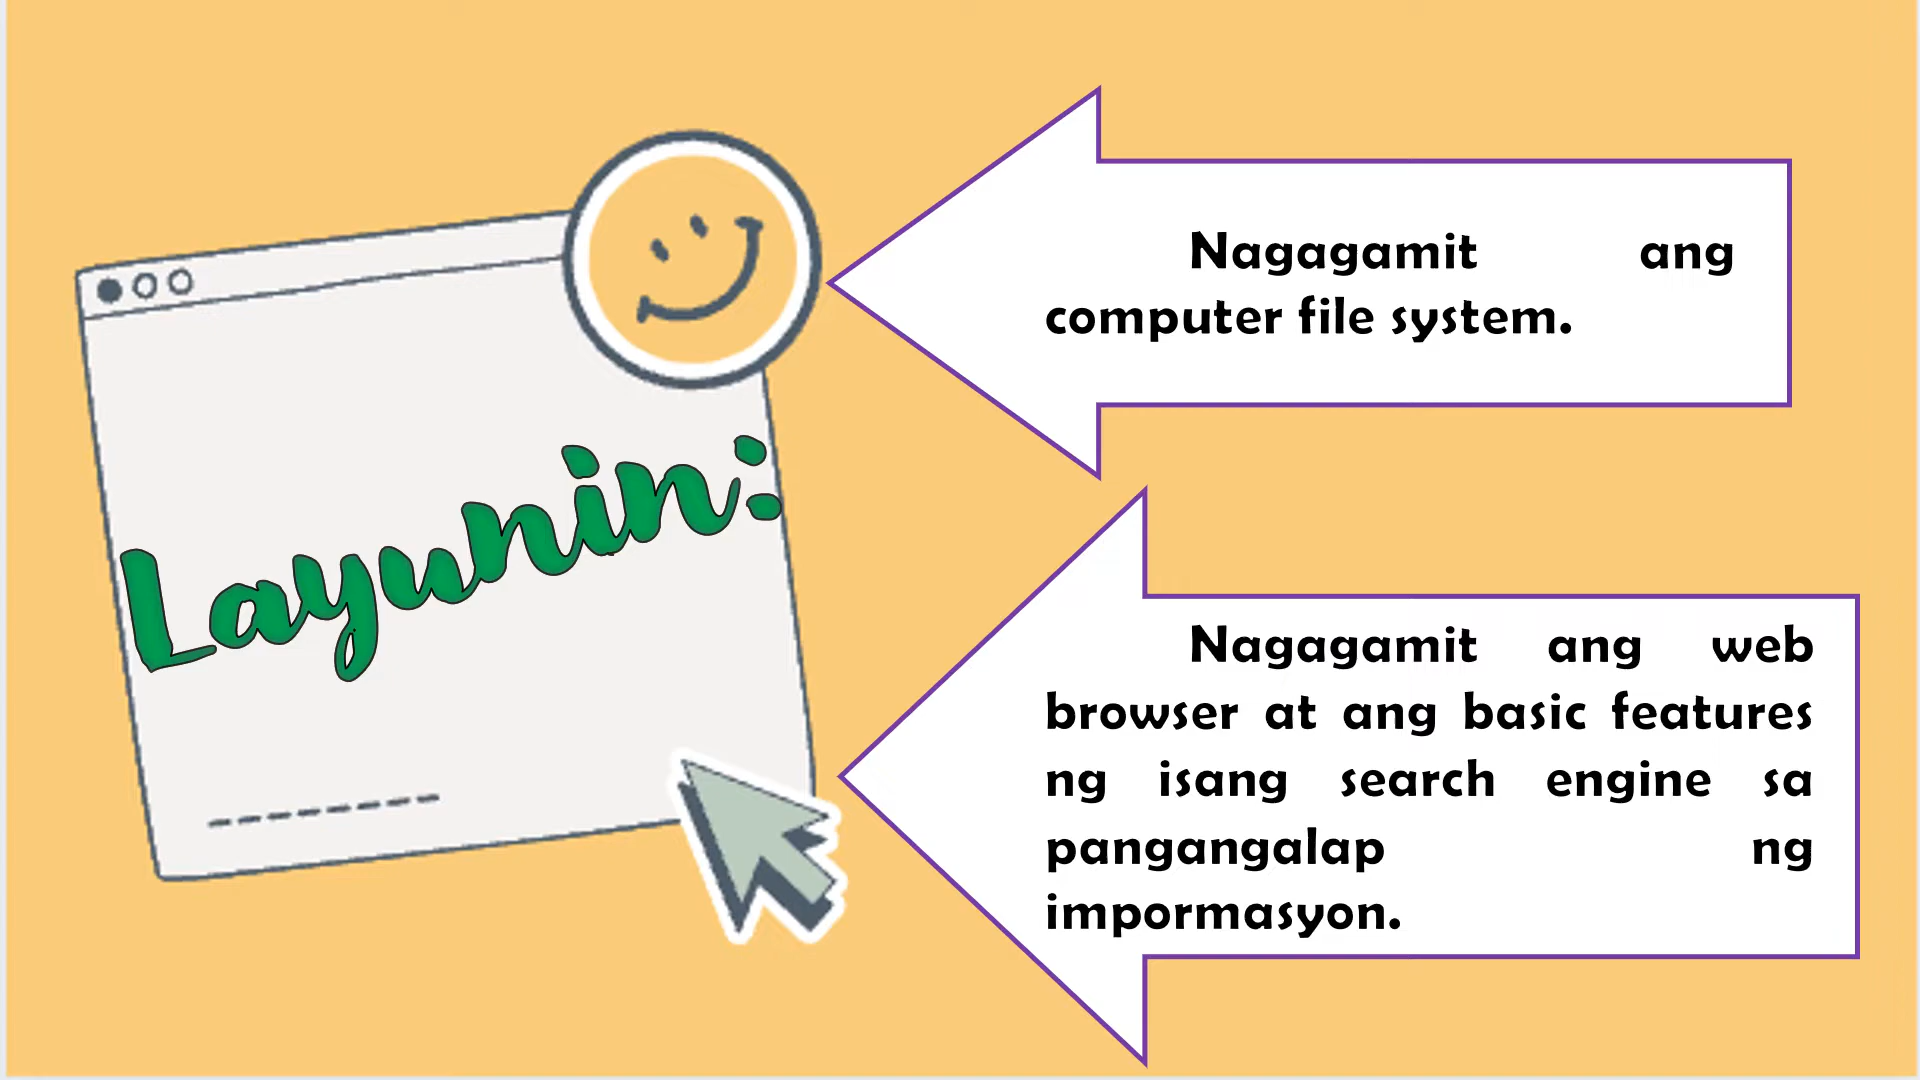 Layunin:
Nagagamit ang
computer file system.
Nagagamit ang web
browser at ang basic features
ng isang search engine sa
pangangalap ng
impormasyon.